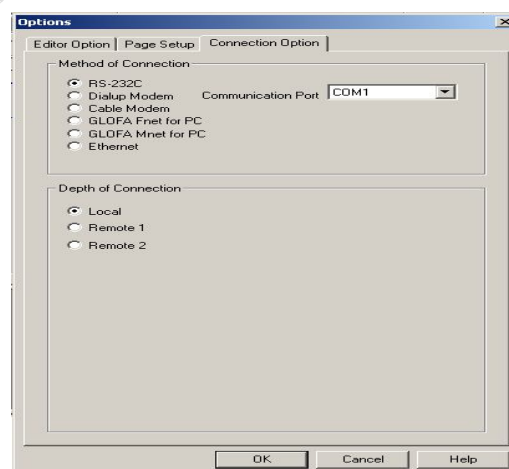 Options
Editor Option Page Setup Connection Option
Method of Connection
RS-232C
Dialup Modem Communication Port COM1
Cable Modem
GLOFA Fnet for PC
GLOFA Mnet for PC
Ethernet
Depth of Connection
Local
Remote 1
Remote 2
OK Cancel Help